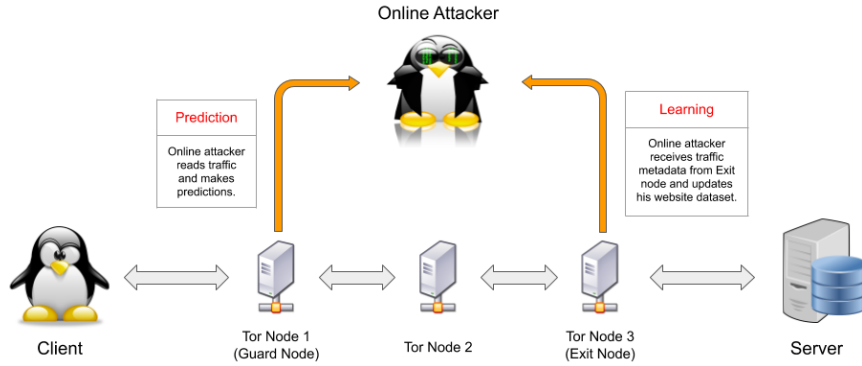 Online Attacker
Prediction
Online attacker
reads traffic
and makes
predictions.
Learning
Online attacker
receives traffic
metadata from Exit
node and updates
his website dataset.
Client
Tor Node 1
(Guard Node)
Tor Node 2
Tor Node 3
(Exit Node)
Server